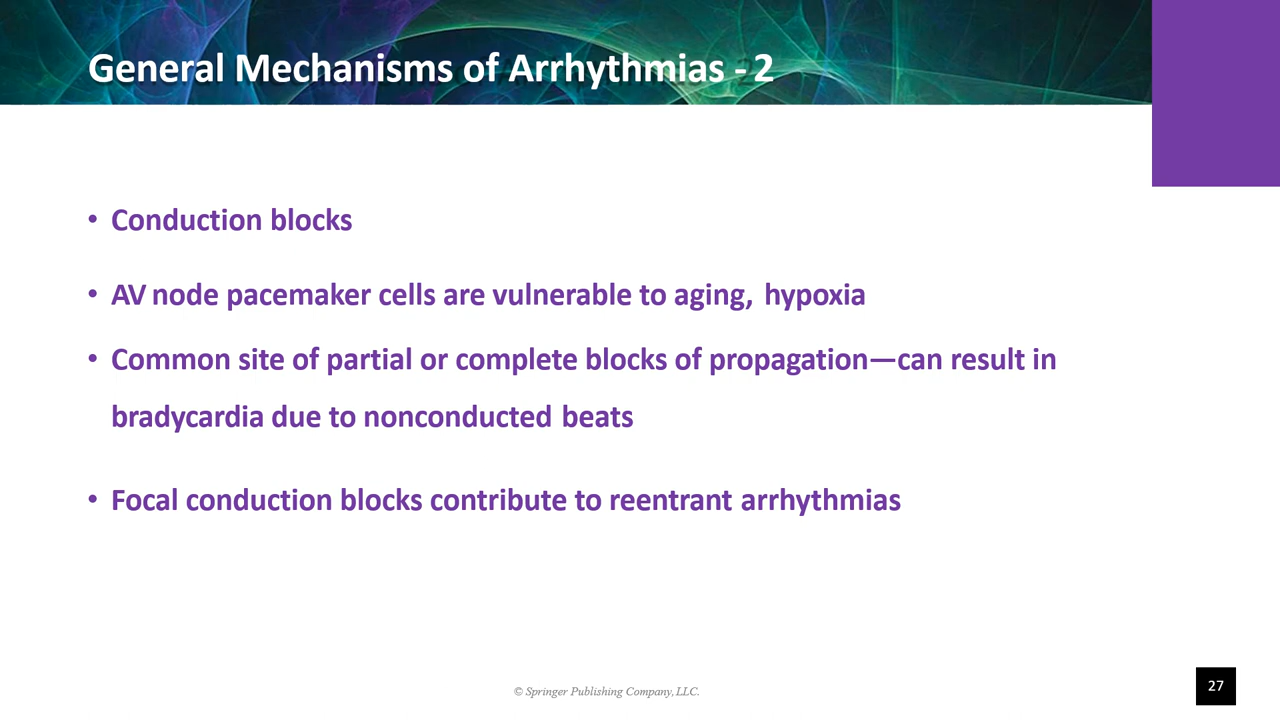 General Mechanisms of Arrhythmias - 2
• Conduction blocks
• AV node pacemaker cells are vulnerable to aging, hypoxia
• Common site of partial or complete blocks of propagation—can result in
bradycardia due to nonconducted beats
• Focal conduction blocks contribute to reentrant arrhythmias
© Springer Publishing Company, LLC.
27